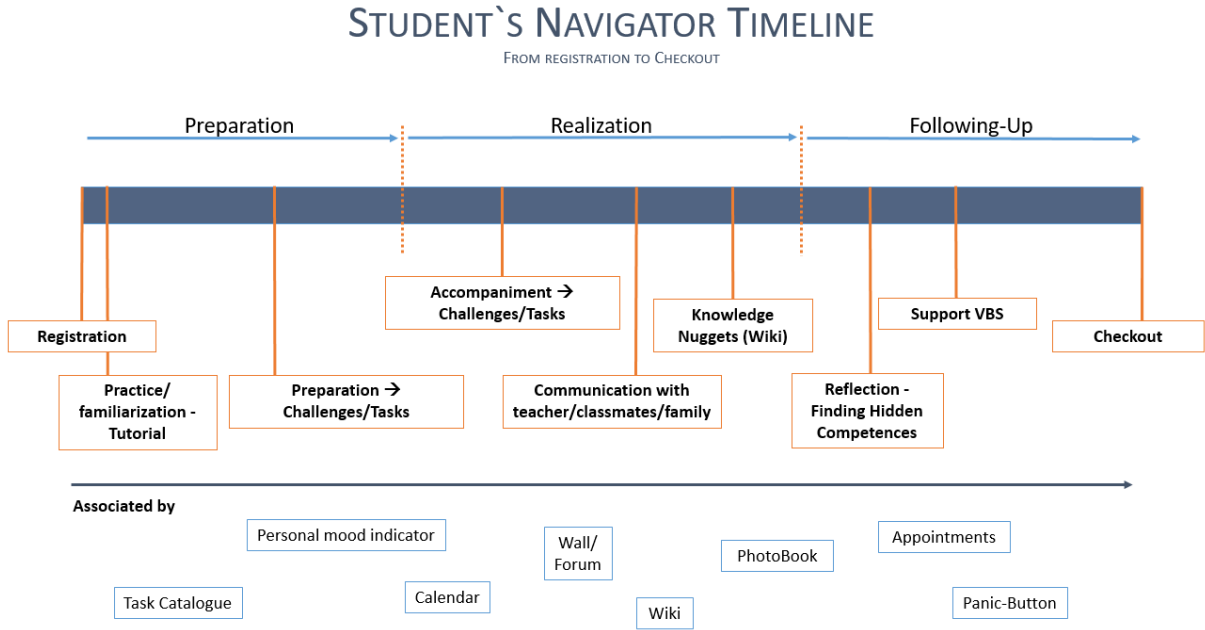 STUDENT`S NAVIGATOR TIMELINE
FROM REGISTRATION TO CHECKOUT
Preparation
Realization
Following-Up
Accompaniment →
Challenges/Tasks
Knowledge
Nuggets (Wiki)
Support VBS
Registration
Checkout
Practice/
familiarization -
Tutorial
Preparation →
Challenges/Tasks
Communication with
teacher/classmates/family
Reflection -
Finding Hidden
Competences
Associated by
Personal mood indicator
Wall/
Forum
PhotoBook
Appointments
Task Catalogue
Calendar
Wiki
Panic-Button